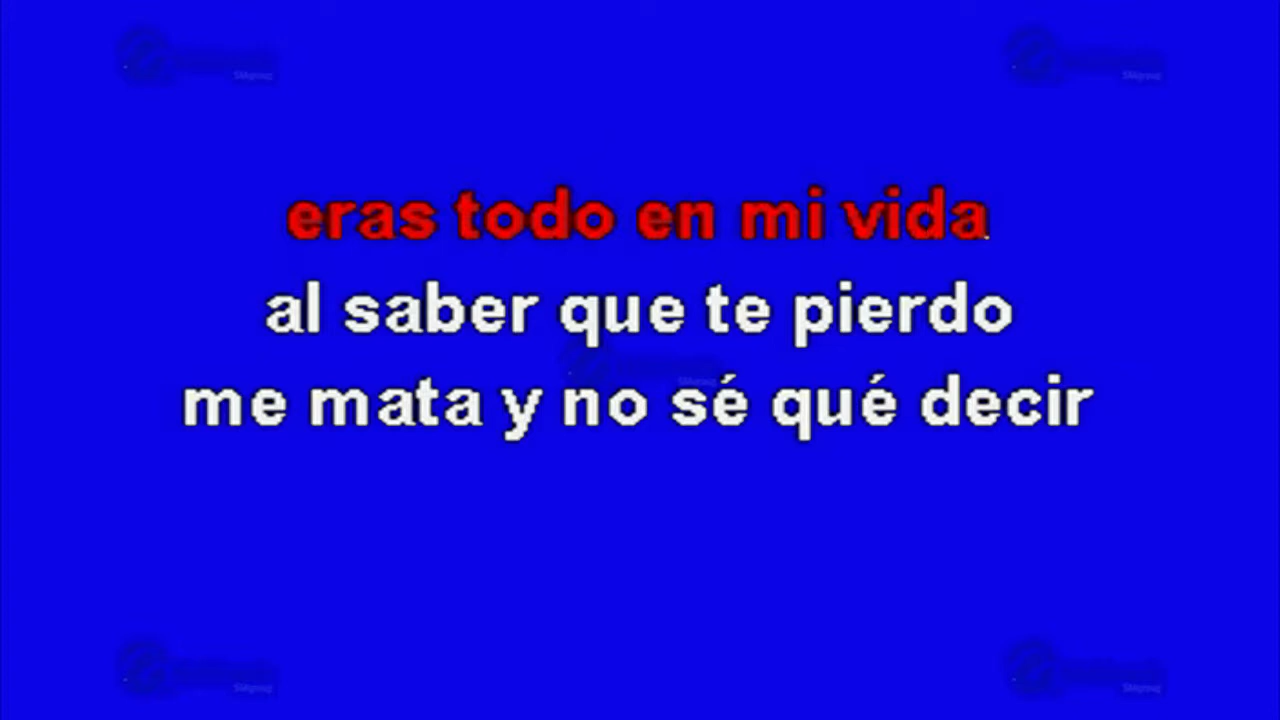 eras todo en mi vida
al saber que te pierdo
me mata y no sé qué decir